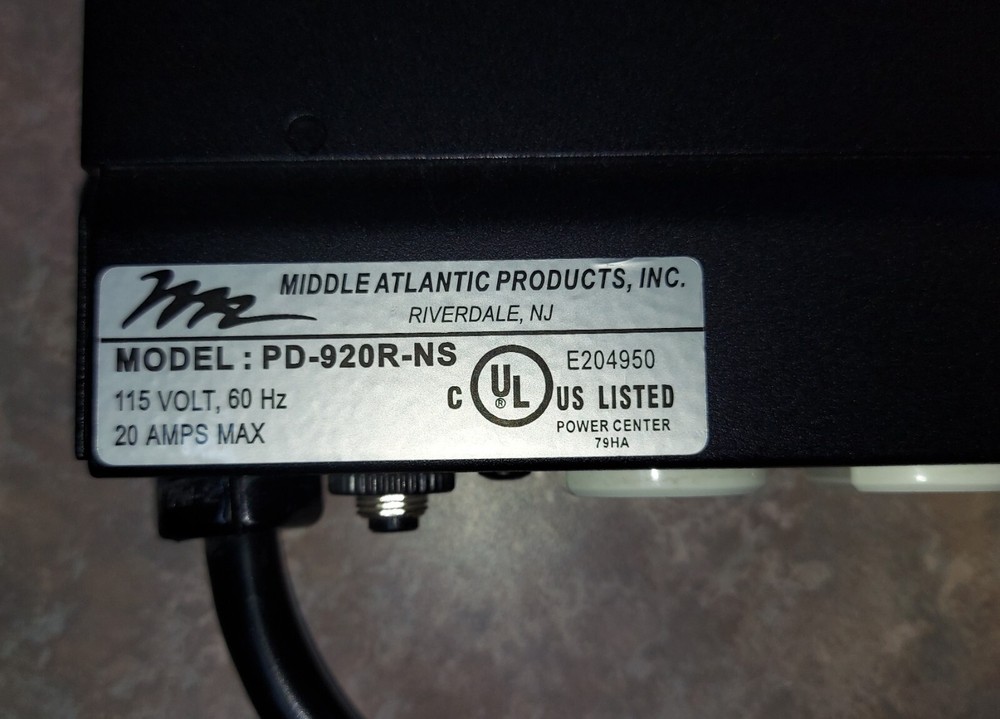 MIDDLE ATLANTIC PRODUCTS, INC.
RIVERDALE, NJ
MODEL : PD-920R-NS
115 VOLT, 60 Hz
20 AMPS MAX
E204950
C UL ® US LISTED
POWER CENTER
79HA